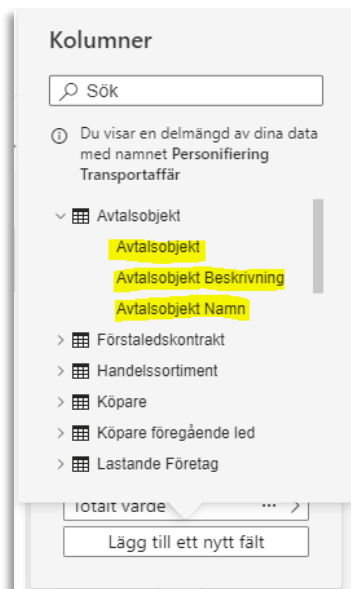 Kolumner
Sök
Du visar en delmängd av dina data
med namnet Personifiering
Transportaffär
Avtalsobjekt
Avtalsobjekt
Avtalsobjekt Beskrivning
Avtalsobjekt Namn
Förstaledskontrakt
Handelssortiment
Köpare
Köpare föregående led
Lastande Företag
Totalt värde
Lägg till ett nytt fält